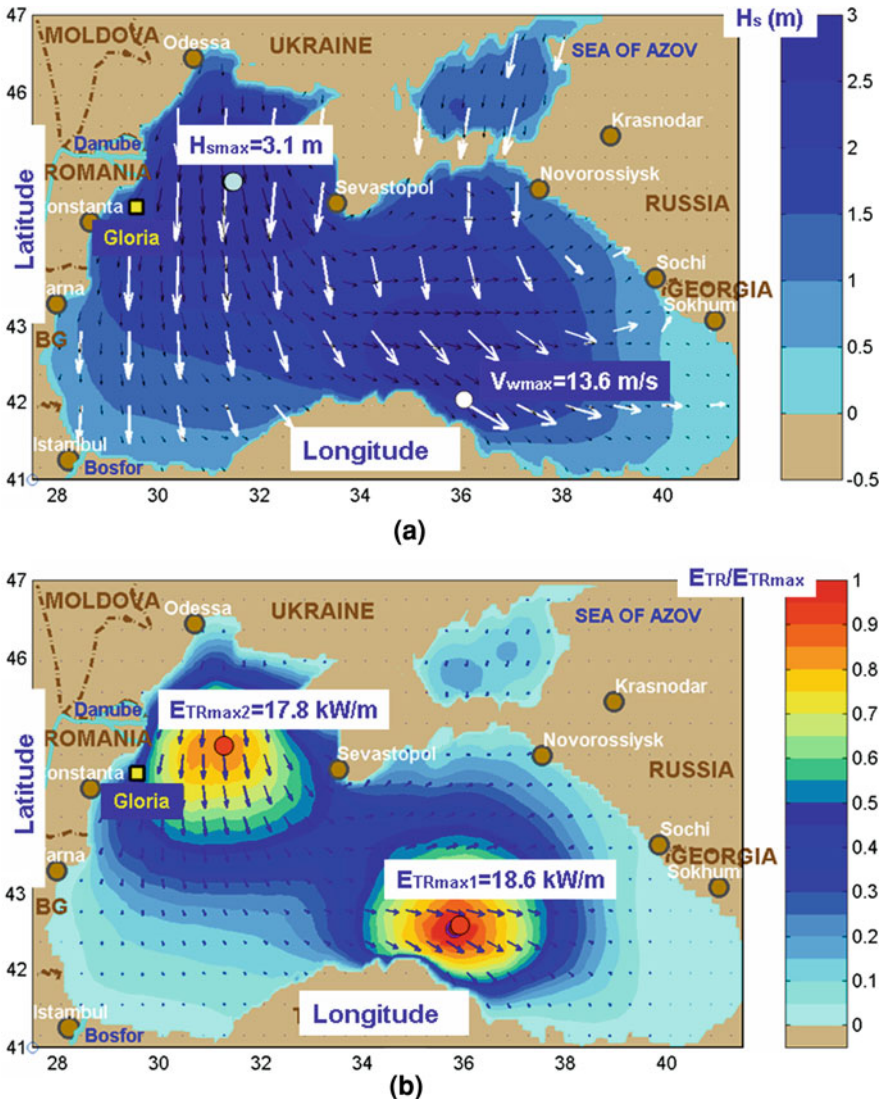 47
MOLDOVA
Odessa
UKRAINE
SEA OF AZOV
Hs (m)
3
46
2.5
Krasnodar
Danube
Hsmax=3.1 m
2
ROMANIA
Sevastopol
Novorossiysk
Latitude
onstanta
RUSSIA
1.5
Gloria
Sochi
1
arna
GEORGIA
Sokhum
43
BG
0.5
Vwmax=13.6 m/s
42
0
Longitude
Istambul
Bosfor
41
-0.5
28 30 32 34 36 38 40
(a)
47
MOLDOVA
Odessa
UKRAINE
SEA OF AZOV
ETR/ETRmax
1
0.9
46
0.8
Krasnodar
Danube
ETRmax2=17.8 kW/m
0.7
ROMANIA
Sevastopol
Novorossiysk
Latitude
onstanta
RUSSIA
0.6
Gloria
0.5
Sochi
arna
GEORGIA
0.4
43
ETRmax1=18.6 kW/m
Sokhum
0.3
BG
0.2
42
0.1
Longitude
Istambul
Bosfor
0
41
28 30 32 34 36 38 40
(b)